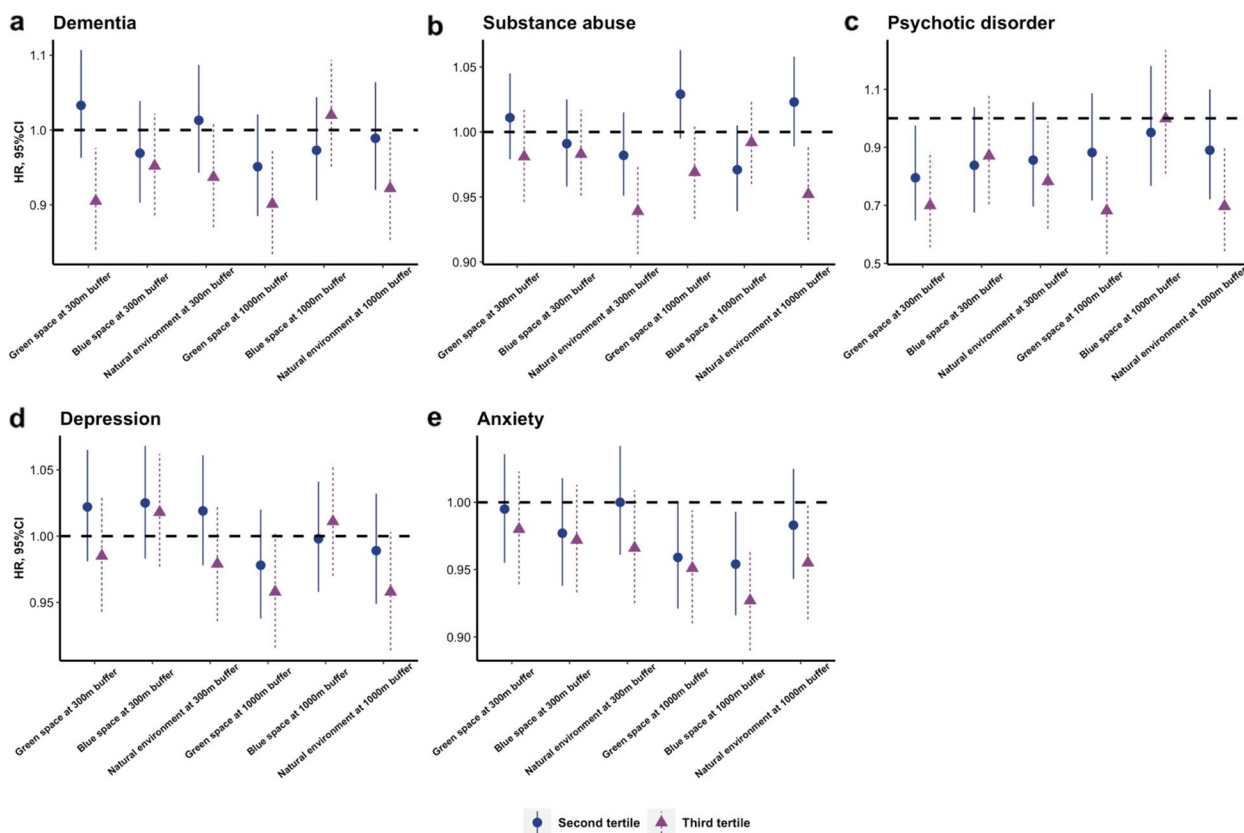 a Dementia
HR, 95%CI
1.1
1.0
0.9
Green space at 300m buffer
Blue space at 300m buffer
Natural environment at 300m buffer
Green space at 1000m buffer
Blue space at 1000m buffer
Natural environment at 1000m buffer
b Substance abuse
1.05
1.00
0.95
0.90
Green space at 300m buffer
Blue space at 300m buffer
Natural environment at 300m buffer
Green space at 1000m buffer
Blue space at 1000m buffer
Natural environment at 1000m buffer
c Psychotic disorder
1.1
0.9
0.7
0.5
Green space at 300m buffer
Blue space at 300m buffer
Natural environment at 300m buffer
Green space at 1000m buffer
Blue space at 1000m buffer
Natural environment at 1000m buffer
d Depression
HR, 95%CI
1.05
1.00
0.95
Green space at 300m buffer
Blue space at 300m buffer
Natural environment at 300m buffer
Green space at 1000m buffer
Blue space at 1000m buffer
Natural environment at 1000m buffer
e Anxiety
1.00
0.95
0.90
Green space at 300m buffer
Blue space at 300m buffer
Natural environment at 300m buffer
Green space at 1000m buffer
Blue space at 1000m buffer
Natural environment at 1000m buffer
Second tertile Third tertile